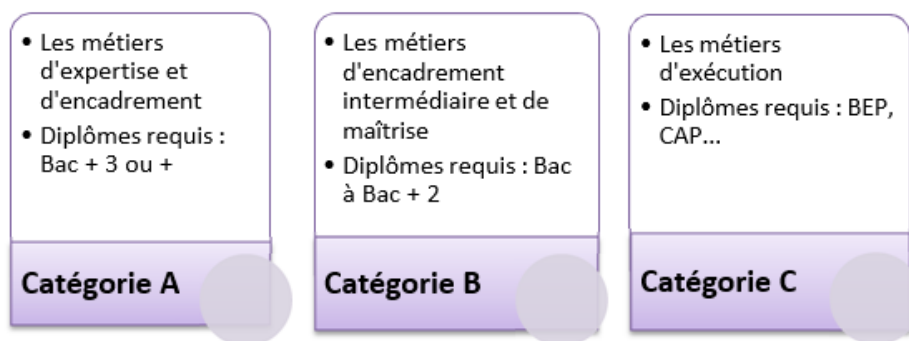 • Les métiers
d'expertise et
d'encadrement
• Diplômes requis :
Bac + 3 ou +
Catégorie A
• Les métiers
d'encadrement
intermédiaire et de
maîtrise
• Diplômes requis : Bac
à Bac + 2
Catégorie B
• Les métiers
d'exécution
• Diplômes requis : BEP,
CAP...
Catégorie C